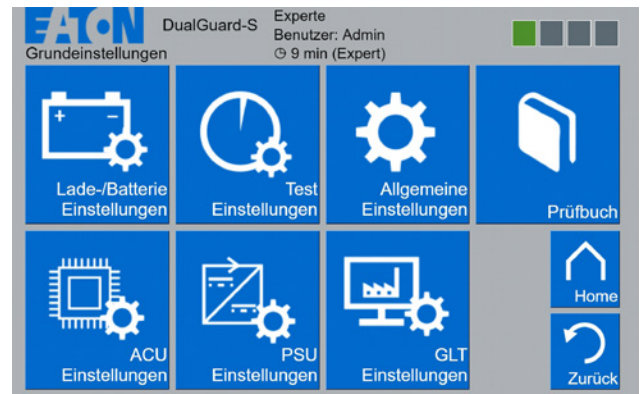 EATON
DualGuard-S
Experte
Benutzer: Admin
9 min (Expert)
Grundeinstellungen
+ –
Lade-/Batterie
Einstellungen
Test
Einstellungen
Allgemeine
Einstellungen
Prüfbuch
ACU
Einstellungen
PSU
Einstellungen
GLT
Einstellungen
Home
Zurück